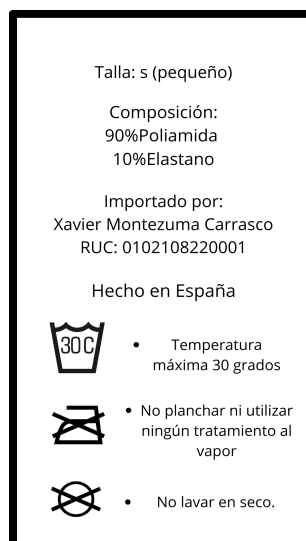 Talla: s (pequeño)
Composición:
90%Poliamida
10%Elastano
Importado por:
Xavier Montezuma Carrasco
RUC: 0102108220001
Hecho en España
30C
• Temperatura
máxima 30 grados
• No planchar ni utilizar
ningún tratamiento al
vapor
• No lavar en seco.